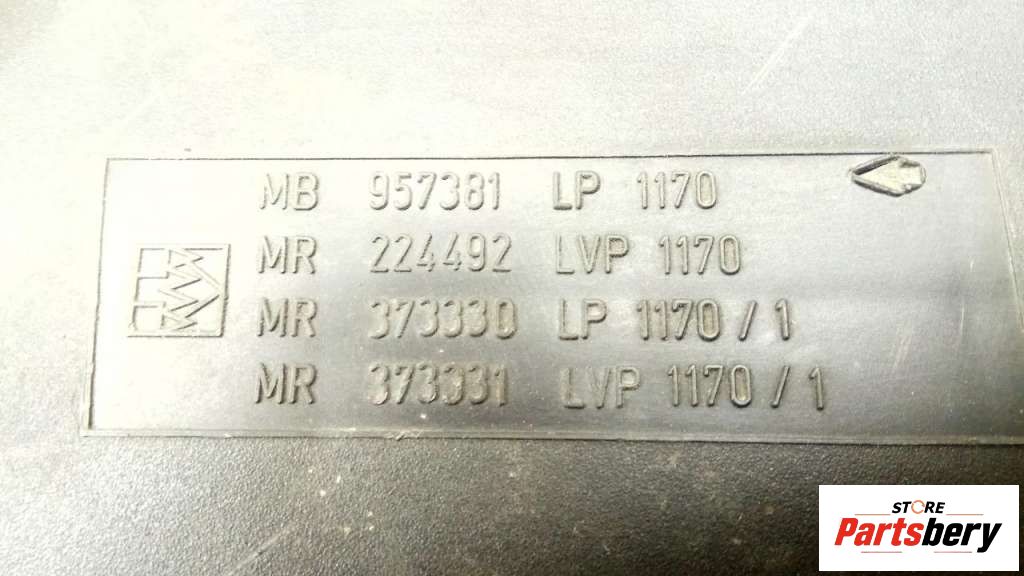 MB 957381 LP 1170
MR 224492 LVP 1170
MR 373330 LP 1170 / 1
MR 373331 LVP 1170 / 1
STORE
Partsbery